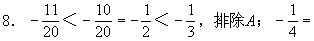 8. -11/20 < -10/20 = -1/2 < -1/3, 排除A; -1/4 =